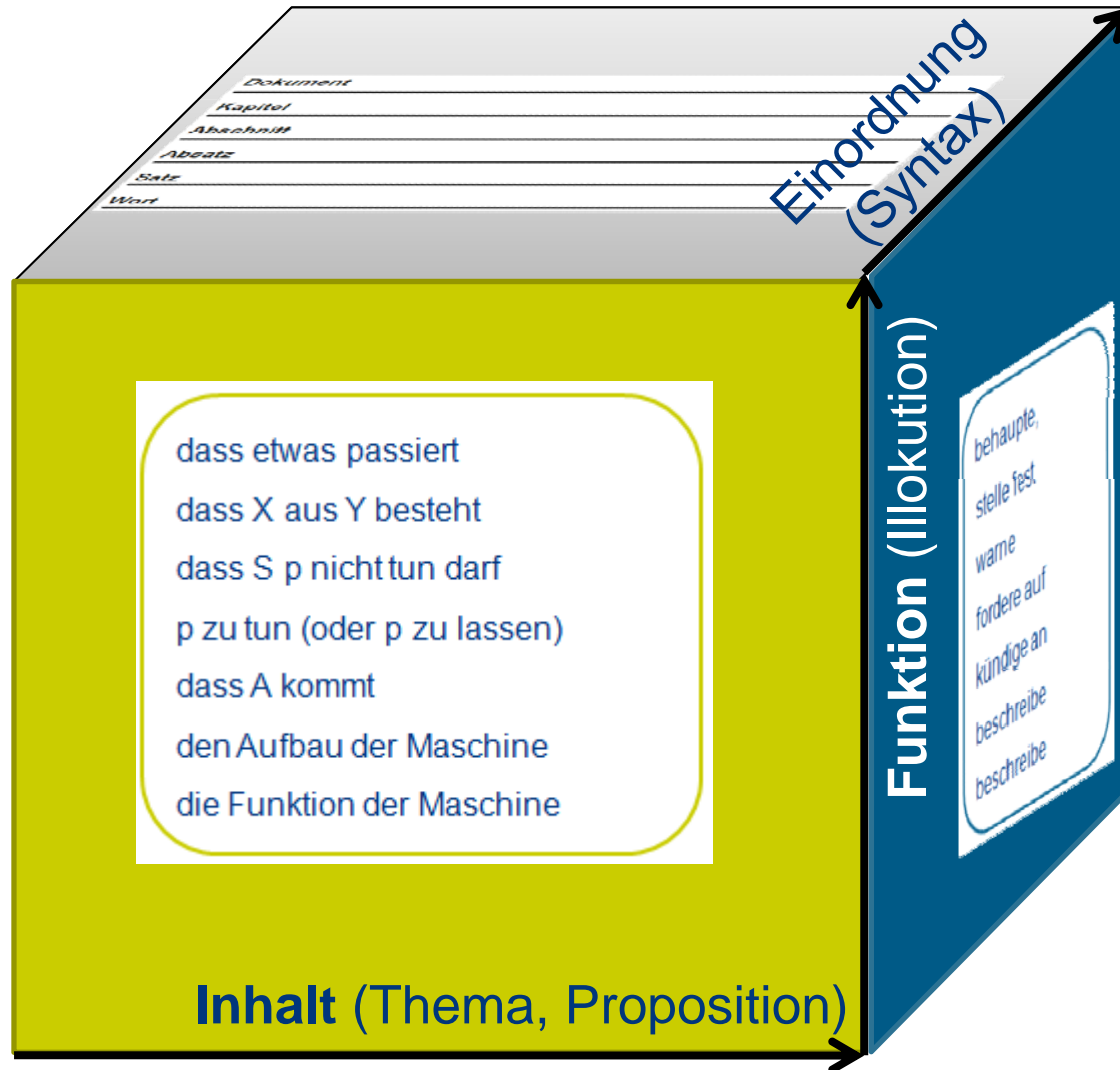 Dokument
Kapitel
Abschnitt
Absatz
Satz
Wort
Einordnung
(Syntax)
dass etwas passiert
dass X aus Y besteht
dass S p nicht tun darf
p zu tun (oder p zu lassen)
dass A kommt
den Aufbau der Maschine
die Funktion der Maschine
Inhalt (Thema, Proposition)
Funktion (Illokution)
behaupte,
stelle fest.
warne
fordere auf
kündige an
beschreibe
beschreibe